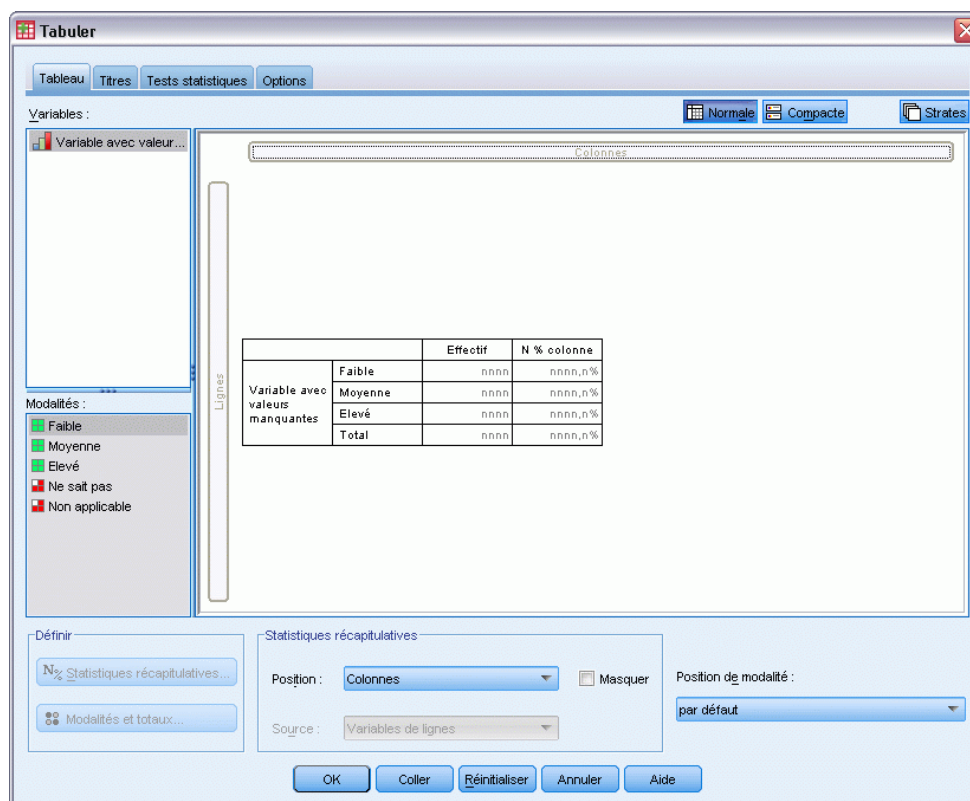 Tabuler
Tableau Titres Tests statistiques Options
Variables :
Normale Compacte Strates
Variable avec valeur...
Colonnes
Lignes
Effectif N % colonne
Variable avec valeurs manquantes
Faible nnnn nnnn,n%
Moyenne nnnn nnnn,n%
Elevé nnnn nnnn,n%
Total nnnn nnnn,n%
Modalités :
Faible
Moyenne
Elevé
Ne sait pas
Non applicable
Définir
N% Statistiques récapitulatives...
Modalités et totaux...
Statistiques récapitulatives
Position : Colonnes Masquer
Source : Variables de lignes
Position de modalité :
par défaut
OK Coller Réinitialiser Annuler Aide